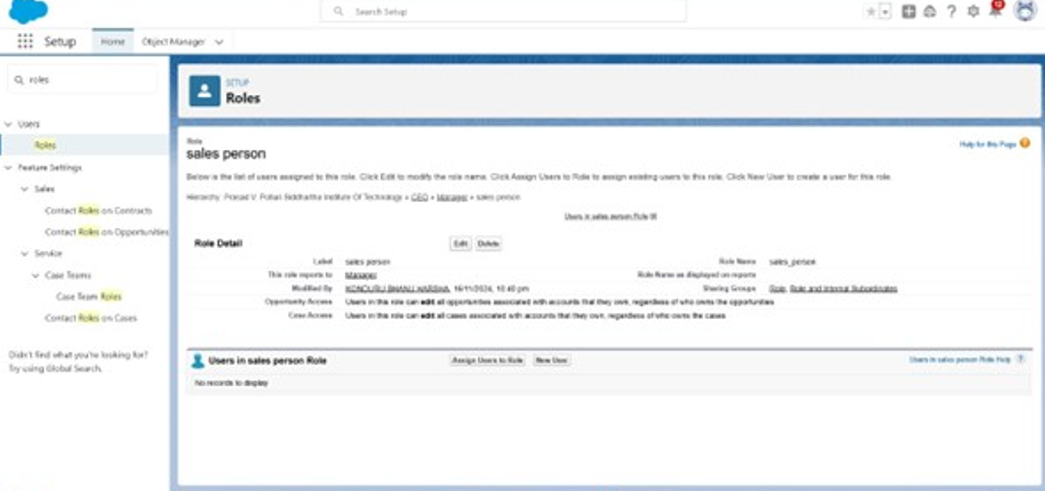 Search Setup
12
Setup
Home
Object Manager
roles
Users
Roles
Feature Settings
Sales
Contact Roles on Contracts
Contact Roles on Opportunities
Service
Case Teams
Case Team Roles
Contact Roles on Cases
Didn't find what you're looking for?
Try using Global Search.
SETUP
Roles
Role
sales person
Help for this Page
Below is the list of users assigned to this role. Click Edit to modify the role name. Click Assign Users to Role to assign existing users to this role. Click New User to create a user for this role.
Hierarchy: Prasad V. Potluri Siddhartha Institute Of Technology » CEO » Manager » sales person
Users in sales person Role [0]
Role Detail
Edit
Delete
Label sales person Role Name sales_person
This role reports to Manager Role Name as displayed on reports
Modified By KONDURU BHANU HARSHA, 16/11/2024, 10:40 pm Sharing Groups Role, Role and Internal Subordinates
Opportunity Access Users in this role can edit all opportunities associated with accounts that they own, regardless of who owns the opportunities
Case Access Users in this role can edit all cases associated with accounts that they own, regardless of who owns the cases
Users in sales person Role
Assign Users to Role
New User
Users in sales person Role Help
No records to display